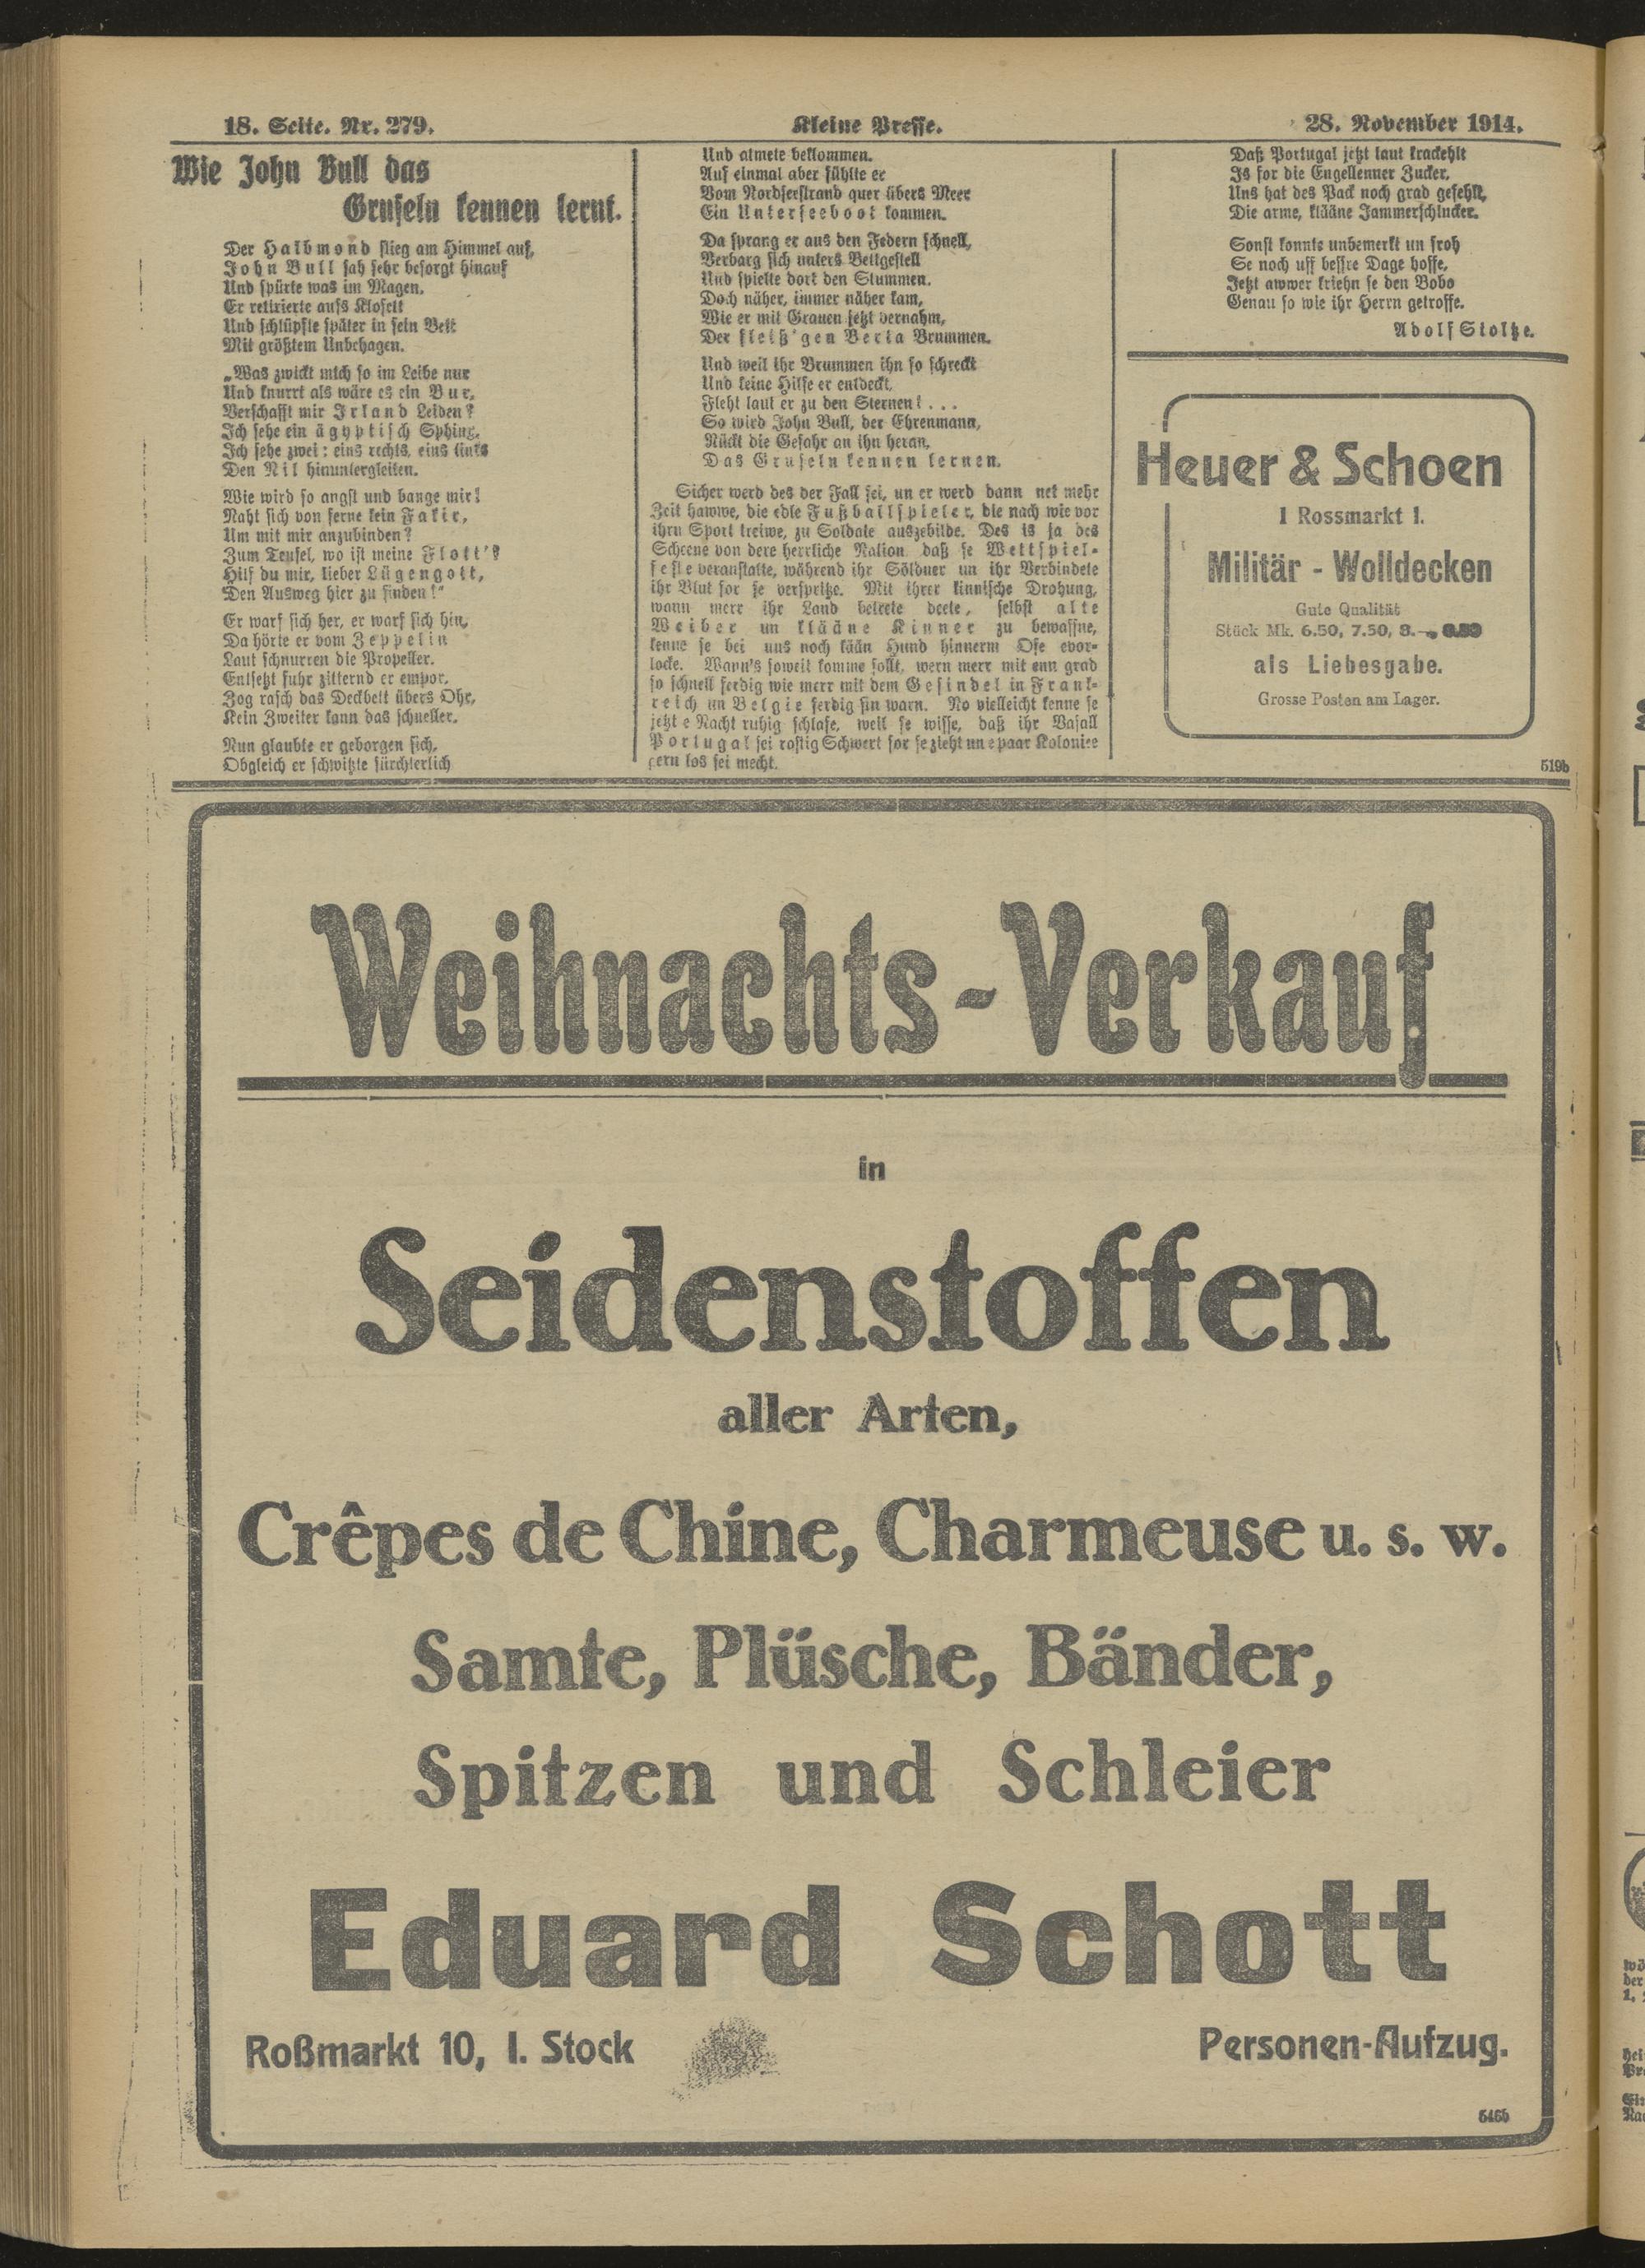 18. Seite. Nr. 279.
Kleine Presse.
28. November 1914.
Wie John Bull das
Gruseln kennen lernt.
Der Halbmond stieg am Himmel auf,
John Bull sah sehr besorgt hinauf
Und spürte was im Magen.
Er retirierte aufs Klosett
Und schlüpfte später in sein Bett
Mit größtem Unbehagen.
„Was zwickt mich so im Leibe nur
Und knurrt als wäre es ein Bur,
Verschafft mir Irland Leiden?
Ich sehe ein ägyptisch Sphinx,
Ich sehe zwei: eins rechts, eins links
Den Nil hinuntergleiten.
Wie wird so angst und bange mir!
Naht sich von ferne kein Fakir,
Um mit mir anzubinden?
Zum Teufel, wo ist meine Flott'?
Hilf du mir, lieber Lügengott,
Den Ausweg hier zu finden!“
Er warf sich her, er warf sich hin,
Da hörte er vom Zeppelin
Laut schnurren die Propeller.
Entsetzt fuhr zitternd er empor,
Zog rasch das Deckbett übers Ohr,
Kein Zweiter kann das schneller.
Nun glaubte er geborgen sich,
Obgleich er schwitzte fürchterlich
Und atmete beklommen.
Auf einmal aber fühlte er
Vom Nordseestrand quer übers Meer
Ein Unterseeboot kommen.
Da sprang er aus den Federn schnell,
Verbarg sich unters Bettgestell
Und spielte dort den Stummen.
Doch näher, immer näher kam,
Wie er mit Grauen jetzt vernahm,
Der fleiß'gen Berta Brummen.
Und weil ihr Brummen ihn so schreckt
Und keine Hilfe er entdeckt,
Fleht laut er zu den Sternen! . . .
So wird John Bull, der Ehrenmann,
Rückt die Gefahr an ihn heran,
Das Gruseln kennen lernen.
Sicher werd des der Fall sei, un er werd dann net mehr
Zeit hawwe, die edle Fußballspieler, die nach wie vor
ihrn Sport treiwe, zu Soldate auszebilde. Des is ja des
Scheene von dere herrliche Nation, daß se Wettspiel-
feste veranstalte, während ihr Söldner un ihr Verbindete
ihr Blut for se verspritze. Mit ihrer kinnische Drohung,
wann merr ihr Land betrete deete, selbst alte
Weiber un klääne Kinner zu bewaffne,
kenne se bei uns noch kään Hund hinnerm Ofe evor-
locke. Wann's soweit komme sollt, wern merr mit enn grad
so schnell ferdig wie merr mit dem Gesindel in Frank-
reich un Belgie ferdig sin warn. No vielleicht kenne se
jetzt e Nacht ruhig schlafe, weil se wisse, daß ihr Vasall
Portugal sei rostig Schwert for se zieht un e paar Kolonie
gern los sei mecht.
Daß Portugal jetzt laut krackehlt
Is for die Engellenner Zucker,
Uns hat des Pack noch grad gefehlt,
Die arme, klääne Jammerschlucker.
Sonst konnte unbemerkt un froh
Se noch uff bessre Dage hoffe,
Jetzt awwer kriehn se den Bobo
Genau so wie ihr Herrn getroffe.
Adolf Stoltze.
Heuer & Schoen
1 Rossmarkt 1.
Militär - Wolldecken
Gute Qualität
Stück Mk. 6.50, 7.50, 8.—,
als Liebesgabe.
Grosse Posten am Lager.
519b
Weihnachts-Verkauf
in
Seidenstoffen
aller Arten,
Crêpes de Chine, Charmeuse u. s. w.
Samte, Plüsche, Bänder,
Spitzen und Schleier
Eduard Schott
Roßmarkt 10, I. Stock
Personen-Aufzug.
546b